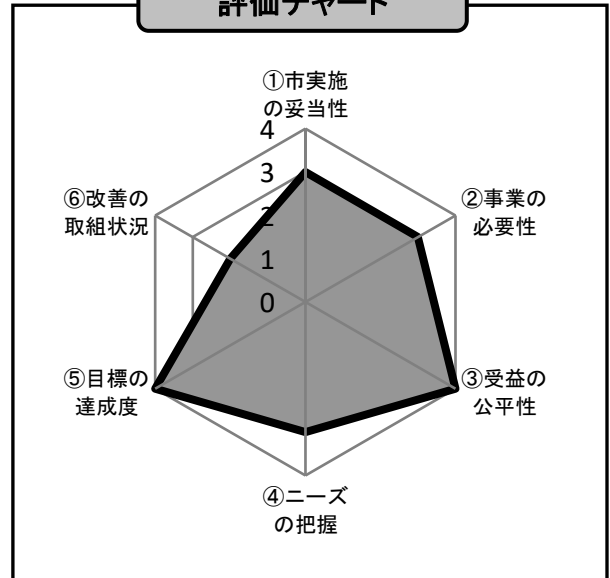 評価チャート
①市実施
の妥当性
4
3
2
1
0
②事業の
必要性
③受益の
公平性
④ニーズ
の把握
⑤目標の
達成度
⑥改善の
取組状況